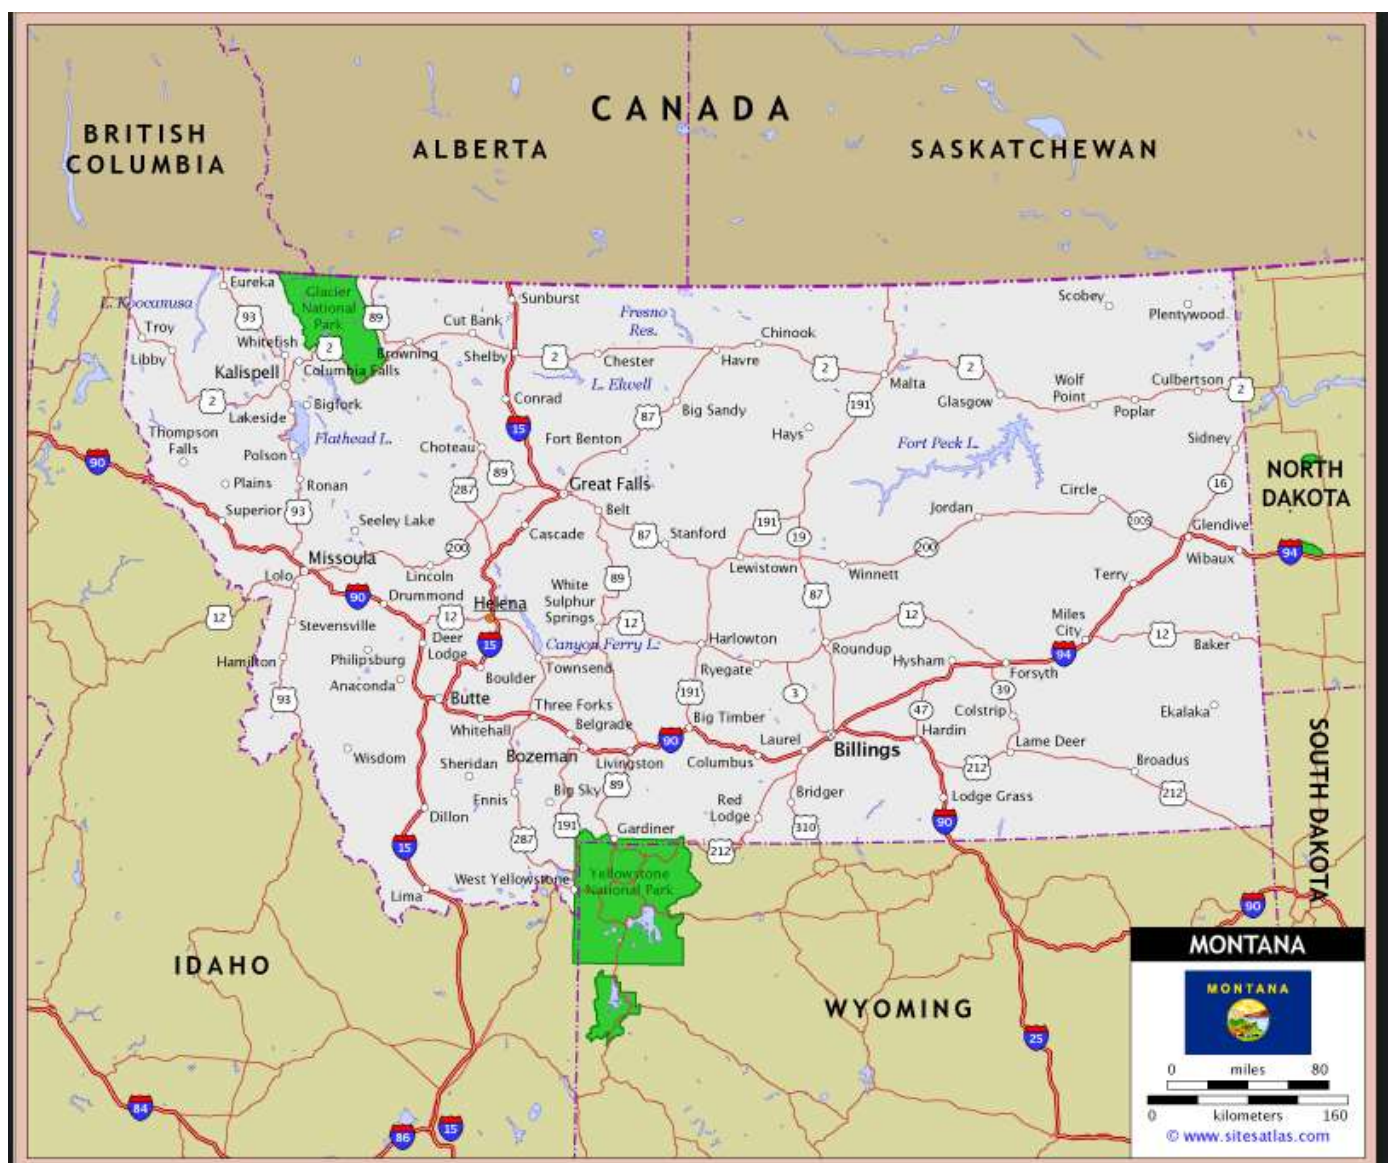 CANADA
BRITISH
COLUMBIA
ALBERTA
SASKATCHEWAN
Eureka
Glacier
National
Park
L. Koocanusa
93
89
Sunburst
Fresno
Res.
Scobey
Plentywood
Troy
Libby
Whitefish
2
Browning
Cut Bank
Shelby
2
Chester
Havre
Chinook
2
Malta
2
Glasgow
Wolf
Point
Poplar
Culbertson
2
Kalispell
Columbia Falls
L. Elwell
2
Lakeside
Bigfork
Conrad
15
87
Big Sandy
191
Thompson
Falls
Flathead L.
Choteau
Fort Benton
Hays
Fort Peck L.
Sidney
90
Polson
89
NORTH
DAKOTA
Plains
Ronan
287
Great Falls
Circle
16
Superior
93
Seeley Lake
Belt
Jordan
200S
Glendive
Cascade
87
Stanford
191
19
200
Missoula
200
Lincoln
Lewistown
Winnett
200
Wibaux
94
Lolo
90
Drummond
Helena
White
Sulphur
Springs
89
87
Terry
12
Stevensville
12
Deer
Lodge
15
12
Canyon Ferry L.
Harlowton
12
Miles
City
12
Baker
Hamilton
Philipsburg
Boulder
Townsend
Ryegate
Roundup
Hysham
94
Forsyth
Anaconda
93
Butte
Three Forks
191
3
47
39
Colstrip
Ekalaka
Whitehall
Belgrade
Big Timber
Laurel
Billings
Hardin
Lame Deer
Wisdom
Sheridan
Bozeman
Livingston
90
Columbus
212
Broadus
SOUTH DAKOTA
Ennis
Big Sky
89
Red
Lodge
Bridger
Lodge Grass
212
Dillon
287
191
Gardiner
212
310
90
15
Lima
West Yellowstone
Yellowstone
National Park
90
IDAHO
WYOMING
25
84
86
15
MONTANA
MONTANA
0 miles 80
0 kilometers 160
© www.sitesatlas.com